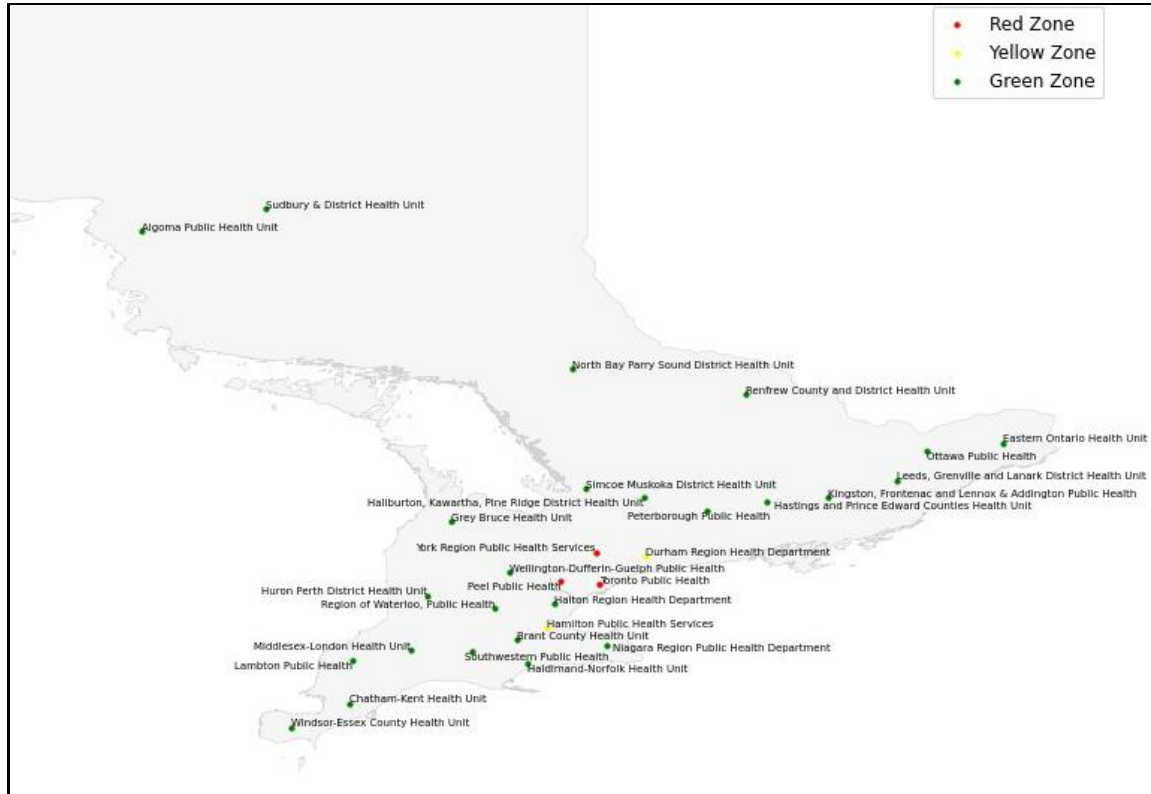 Red Zone
Yellow Zone
Green Zone
Sudbury & District Health Unit
Algoma Public Health Unit
North Bay Parry Sound District Health Unit
Renfrew County and District Health Unit
Eastern Ontario Health Unit
Ottawa Public Health
Leeds, Grenville and Lanark District Health Unit
Simcoe Muskoka District Health Unit
Kingston, Frontenac and Lennox & Addington Public Health
Haliburton, Kawartha, Pine Ridge District Health Unit
Hastings and Prince Edward Counties Health Unit
Peterborough Public Health
Grey Bruce Health Unit
York Region Public Health Services
Durham Region Health Department
Wellington-Dufferin-Guelph Public Health
Toronto Public Health
Peel Public Health
Huron Perth District Health Unit
Halton Region Health Department
Region of Waterloo, Public Health
Hamilton Public Health Services
Brant County Health Unit
Middlesex-London Health Unit
Niagara Region Public Health Department
Southwestern Public Health
Lambton Public Health
Haldimand-Norfolk Health Unit
Chatham-Kent Health Unit
Windsor-Essex County Health Unit